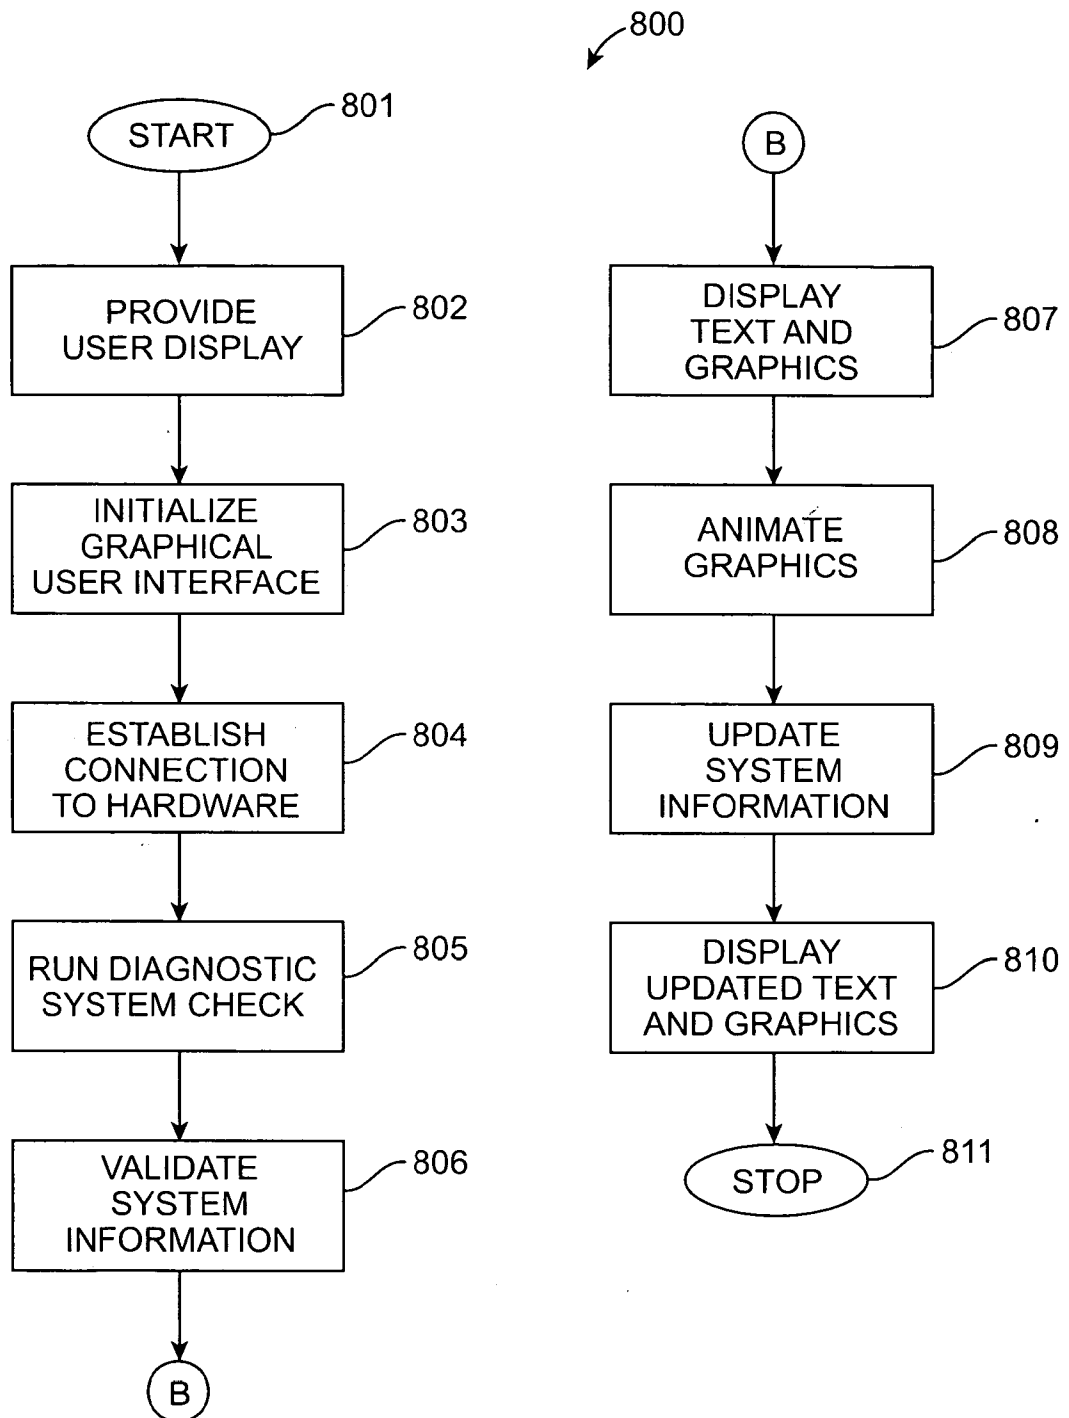 800
START
801
PROVIDE
USER DISPLAY
802
INITIALIZE
GRAPHICAL
USER INTERFACE
803
ESTABLISH
CONNECTION
TO HARDWARE
804
RUN DIAGNOSTIC
SYSTEM CHECK
805
VALIDATE
SYSTEM
INFORMATION
806
B
B
DISPLAY
TEXT AND
GRAPHICS
807
ANIMATE
GRAPHICS
808
UPDATE
SYSTEM
INFORMATION
809
DISPLAY
UPDATED TEXT
AND GRAPHICS
810
STOP
811